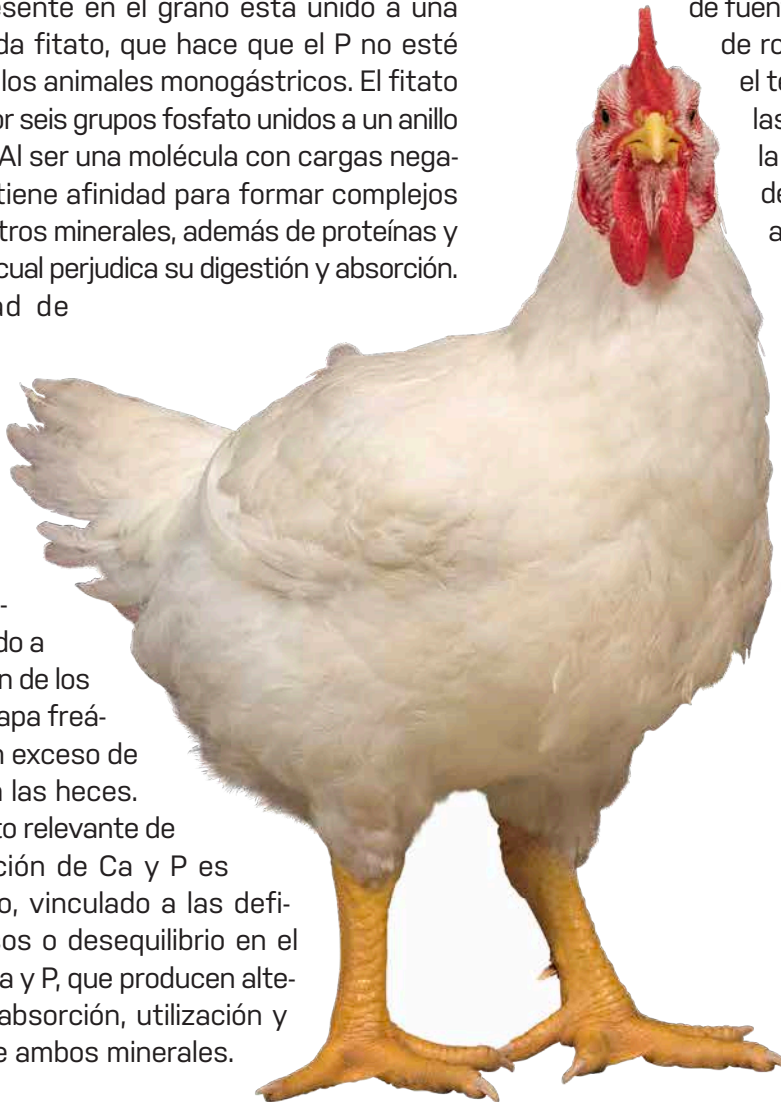 esente en el grano está unido a una
da fitato, que hace que el P no esté
los animales monogástricos. El fitato
or seis grupos fosfato unidos a un anillo
Al ser una molécula con cargas nega-
tiene afinidad para formar complejos
tros minerales, además de proteínas y
cual perjudica su digestión y absorción.
ad de
-
do a
n de los
apa freá-
n exceso de
las heces.
to relevante de
ción de Ca y P es
o, vinculado a las defi-
sos o desequilibrio en el
a y P, que producen alte-
absorción, utilización y
e ambos minerales.
de fuen
de ro
el t
las
la
de
a